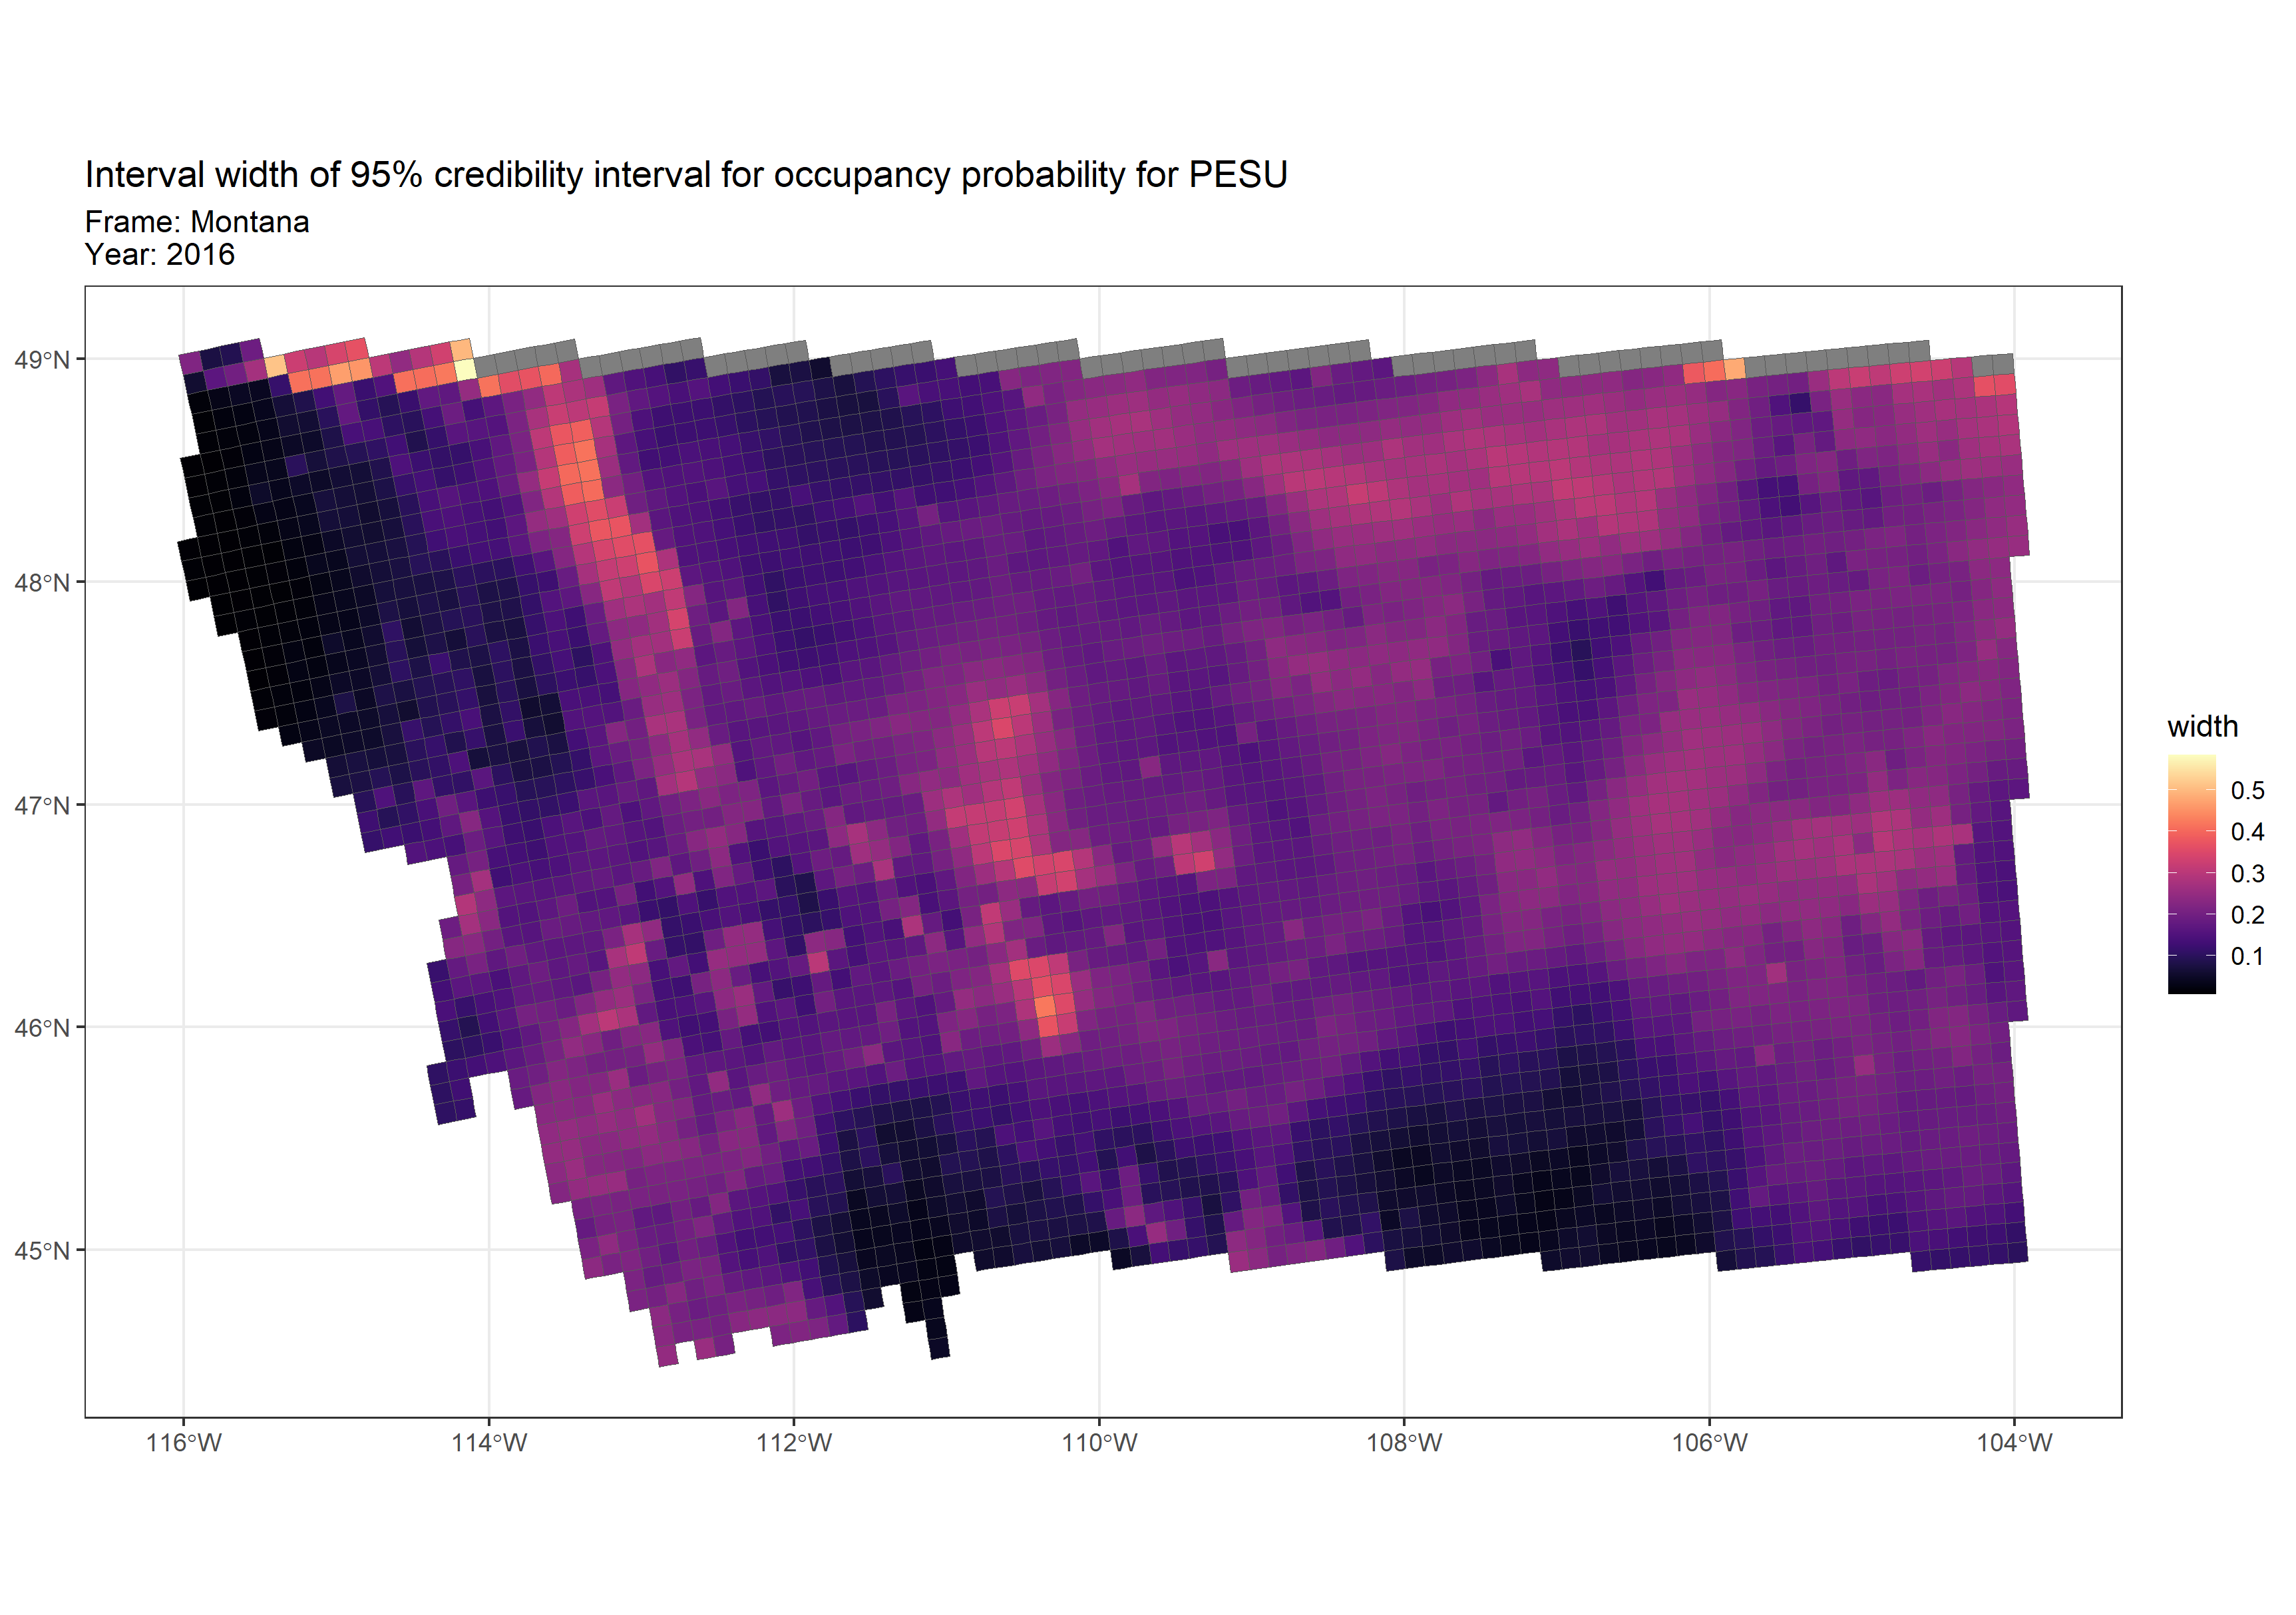 Interval width of 95% credibility interval for occupancy probability for PESU
Frame: Montana
Year: 2016
49°N
48°N
47°N
46°N
45°N
116°W
114°W
112°W
110°W
108°W
106°W
104°W
width
0.5
0.4
0.3
0.2
0.1